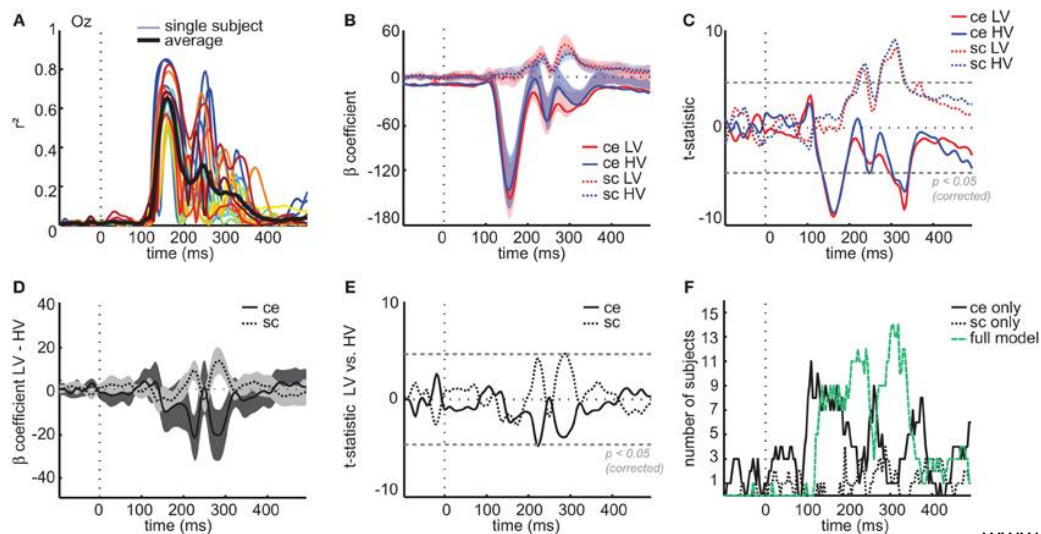 A
Oz
single subject
average
1
0.8
0.6
0.4
0.2
0
r²
0
100
200
300
400
time (ms)
B
60
0
-60
-120
-180
β coefficient
ce LV
ce HV
sc LV
sc HV
0
100
200
300
400
time (ms)
C
ce LV
ce HV
sc LV
sc HV
10
0
-10
t-statistic
p < 0.05
(corrected)
0
100
200
300
400
time (ms)
D
40
20
0
-20
-40
β coefficient LV - HV
ce
sc
0
100
200
300
400
time (ms)
E
10
0
-10
t-statistic LV vs. HV
ce
sc
p < 0.05
(corrected)
0
100
200
300
400
time (ms)
F
ce only
sc only
full model
15
13
11
9
7
5
3
1
number of subjects
0
100
200
300
400
time (ms)